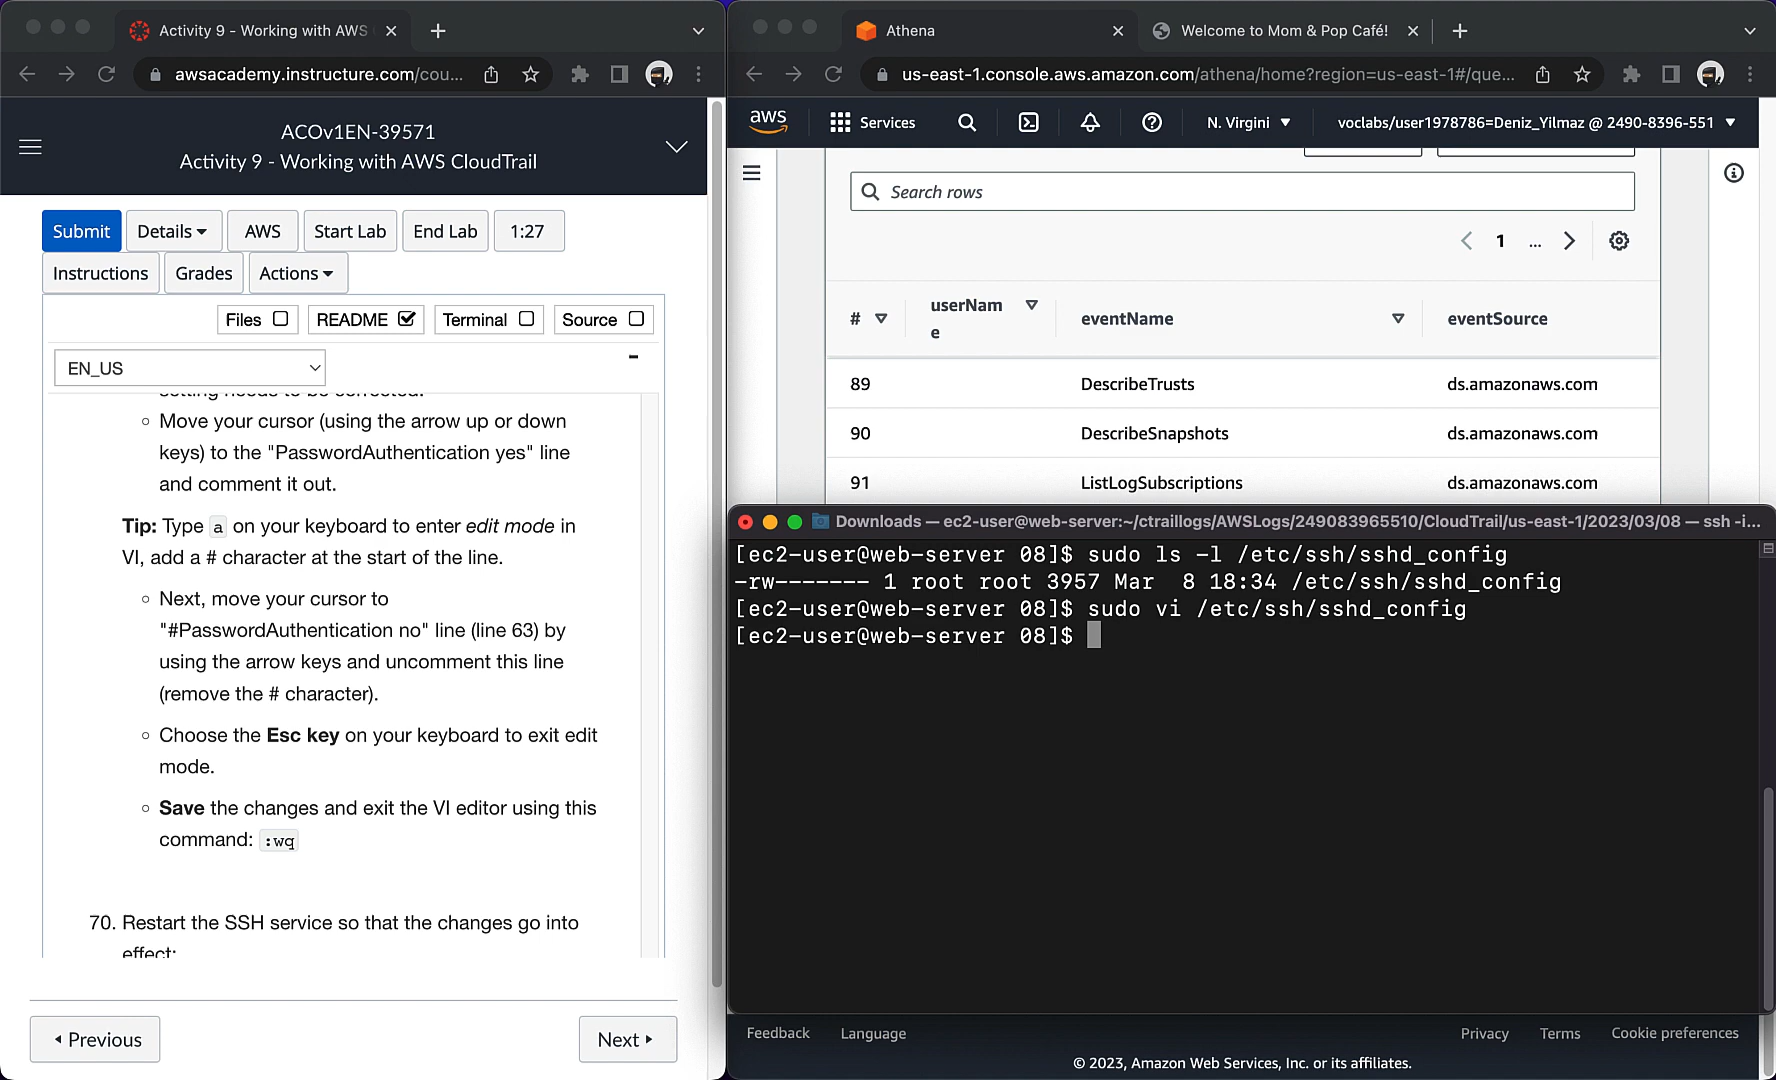 Activity 9 - Working with AWS
awsacademy.instructure.com/cou...
ACOv1EN-39571
Activity 9 - Working with AWS CloudTrail
Submit
Details
AWS
Start Lab
End Lab
1:27
Instructions
Grades
Actions
Files
README
Terminal
Source
EN_US
setting needs to be corrected.
Move your cursor (using the arrow up or down
keys) to the "PasswordAuthentication yes" line
and comment it out.
Tip: Type a on your keyboard to enter edit mode in
VI, add a # character at the start of the line.
Next, move your cursor to
"#PasswordAuthentication no" line (line 63) by
using the arrow keys and uncomment this line
(remove the # character).
Choose the Esc key on your keyboard to exit edit
mode.
Save the changes and exit the VI editor using this
command: :wq
70. Restart the SSH service so that the changes go into
effect:
Previous
Next
Athena
Welcome to Mom & Pop Café!
us-east-1.console.aws.amazon.com/athena/home?region=us-east-1#/que...
aws
Services
N. Virgini
voclabs/user1978786=Deniz_Yilmaz @ 2490-8396-551
Search rows
1 ...
# userNam eventName eventSource
e
89 DescribeTrusts ds.amazonaws.com
90 DescribeSnapshots ds.amazonaws.com
91 ListLogSubscriptions ds.amazonaws.com
Downloads — ec2-user@web-server:~/ctraillogs/AWSLogs/249083965510/CloudTrail/us-east-1/2023/03/08 — ssh -i...
[ec2-user@web-server 08]$ sudo ls -l /etc/ssh/sshd_config
-rw------- 1 root root 3957 Mar  8 18:34 /etc/ssh/sshd_config
[ec2-user@web-server 08]$ sudo vi /etc/ssh/sshd_config
[ec2-user@web-server 08]$
Feedback
Language
Privacy
Terms
Cookie preferences
© 2023, Amazon Web Services, Inc. or its affiliates.